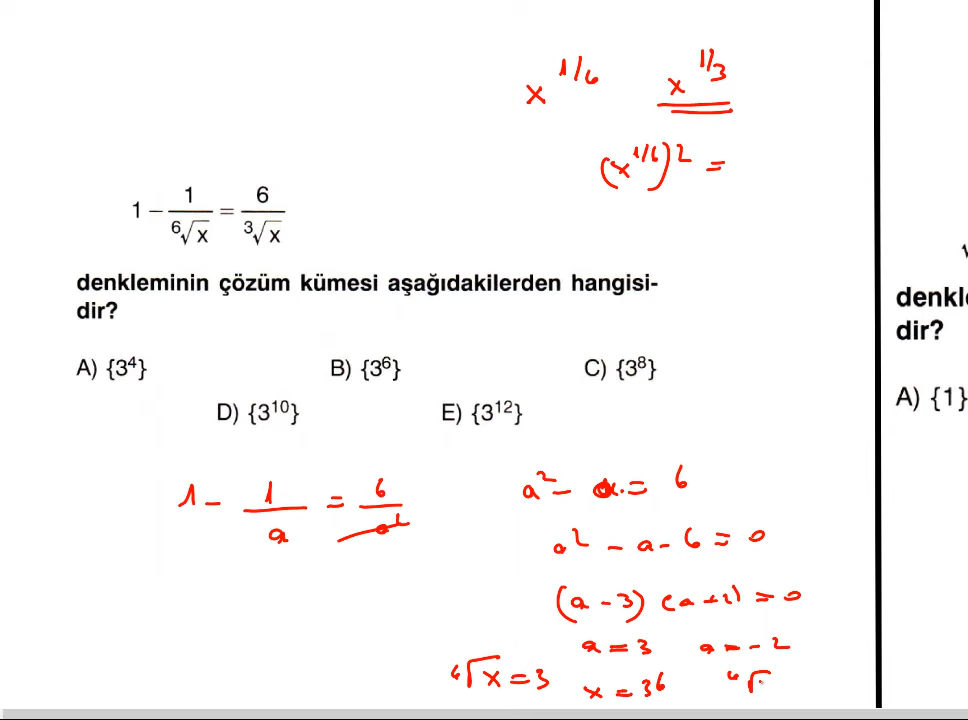 x^1/6 x^1/3
(x^1/6)^2 =
1 − 1/⁶√x = 6/³√x
denkleminin çözüm kümesi aşağıdakilerden hangisi-
dir?
A) {3⁴} B) {3⁶} C) {3⁸}
D) {3¹⁰} E) {3¹²}
1 - 1/a = 6/a²
a² - a = 6
a² - a - 6 = 0
(a - 3) (a + 2) = 0
a = 3 a = - 2
⁶√x = 3 x = 3⁶ ⁶√
denkl
dir?
A) {1}